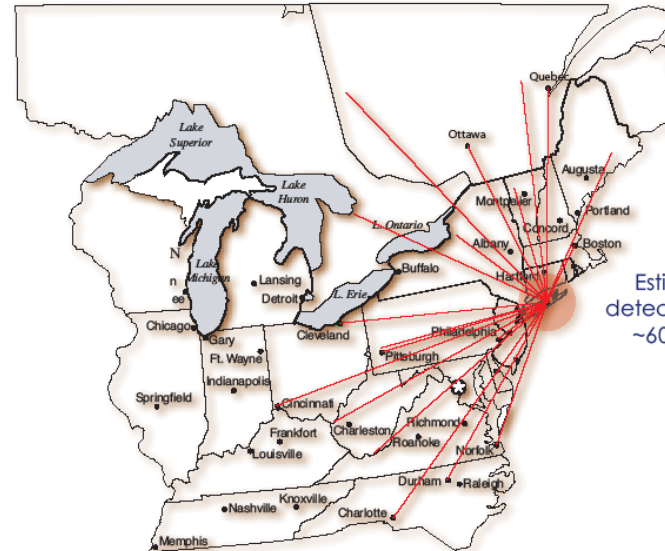 Quebec
Lake
Superior
Ottawa
Augusta
Lake
Huron
Montpelier
Portland
L. Ontario
Concord
Albany
Boston
N
Buffalo
Hartford
Lake
Michigan
n
Lansing
ee
Detroit
L. Erie
Esti
detec
~60
Chicago
Cleveland
Philadelphia
Gary
Ft. Wayne
Pittsburgh
Indianapolis
Springfield
Cincinnati
Charleston
Richmond
Frankfort
Roanoke
Louisville
Norfolk
Durham
Raleigh
Knoxville
Nashville
Charlotte
Memphis